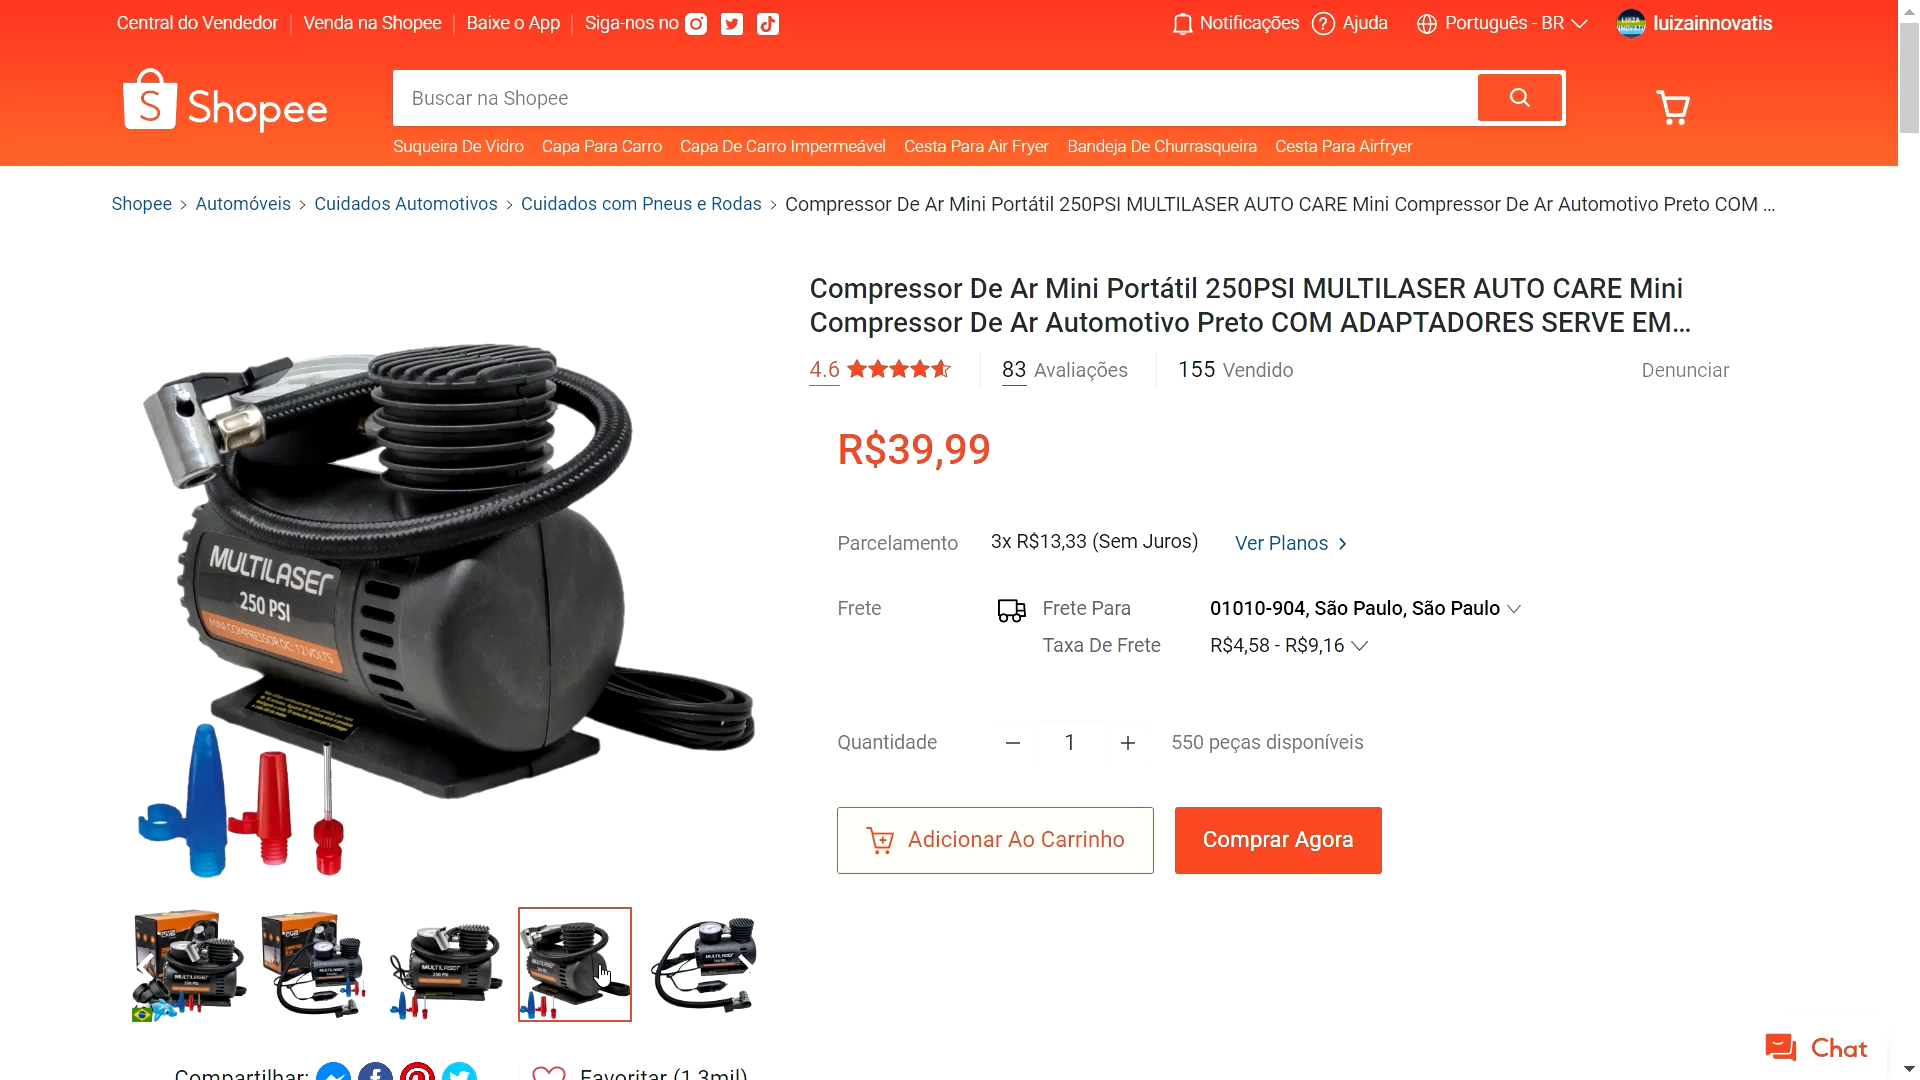 Central do Vendedor
Venda na Shopee
Baixe o App
Siga-nos no
Notificações
Ajuda
Português - BR
luizainnovatis
Shopee
Buscar na Shopee
Suqueira De Vidro
Capa Para Carro
Capa De Carro Impermeável
Cesta Para Air Fryer
Bandeja De Churrasqueira
Cesta Para Airfryer
Shopee > Automóveis > Cuidados Automotivos > Cuidados com Pneus e Rodas > Compressor De Ar Mini Portátil 250PSI MULTILASER AUTO CARE Mini Compressor De Ar Automotivo Preto COM ...
Compressor De Ar Mini Portátil 250PSI MULTILASER AUTO CARE Mini
Compressor De Ar Automotivo Preto COM ADAPTADORES SERVE EM...
4.6
83 Avaliações
155 Vendido
Denunciar
R$39,99
Parcelamento
3x R$13,33 (Sem Juros)
Ver Planos >
Frete
Frete Para
01010-904, São Paulo, São Paulo
Taxa De Frete
R$4,58 - R$9,16
Quantidade
1
550 peças disponíveis
Adicionar Ao Carrinho
Comprar Agora
MULTILASER
250 PSI
MINI COMPRESSOR DC: 12 VOLTS
Compartilhar:
Favoritar (1,3mil)
Chat